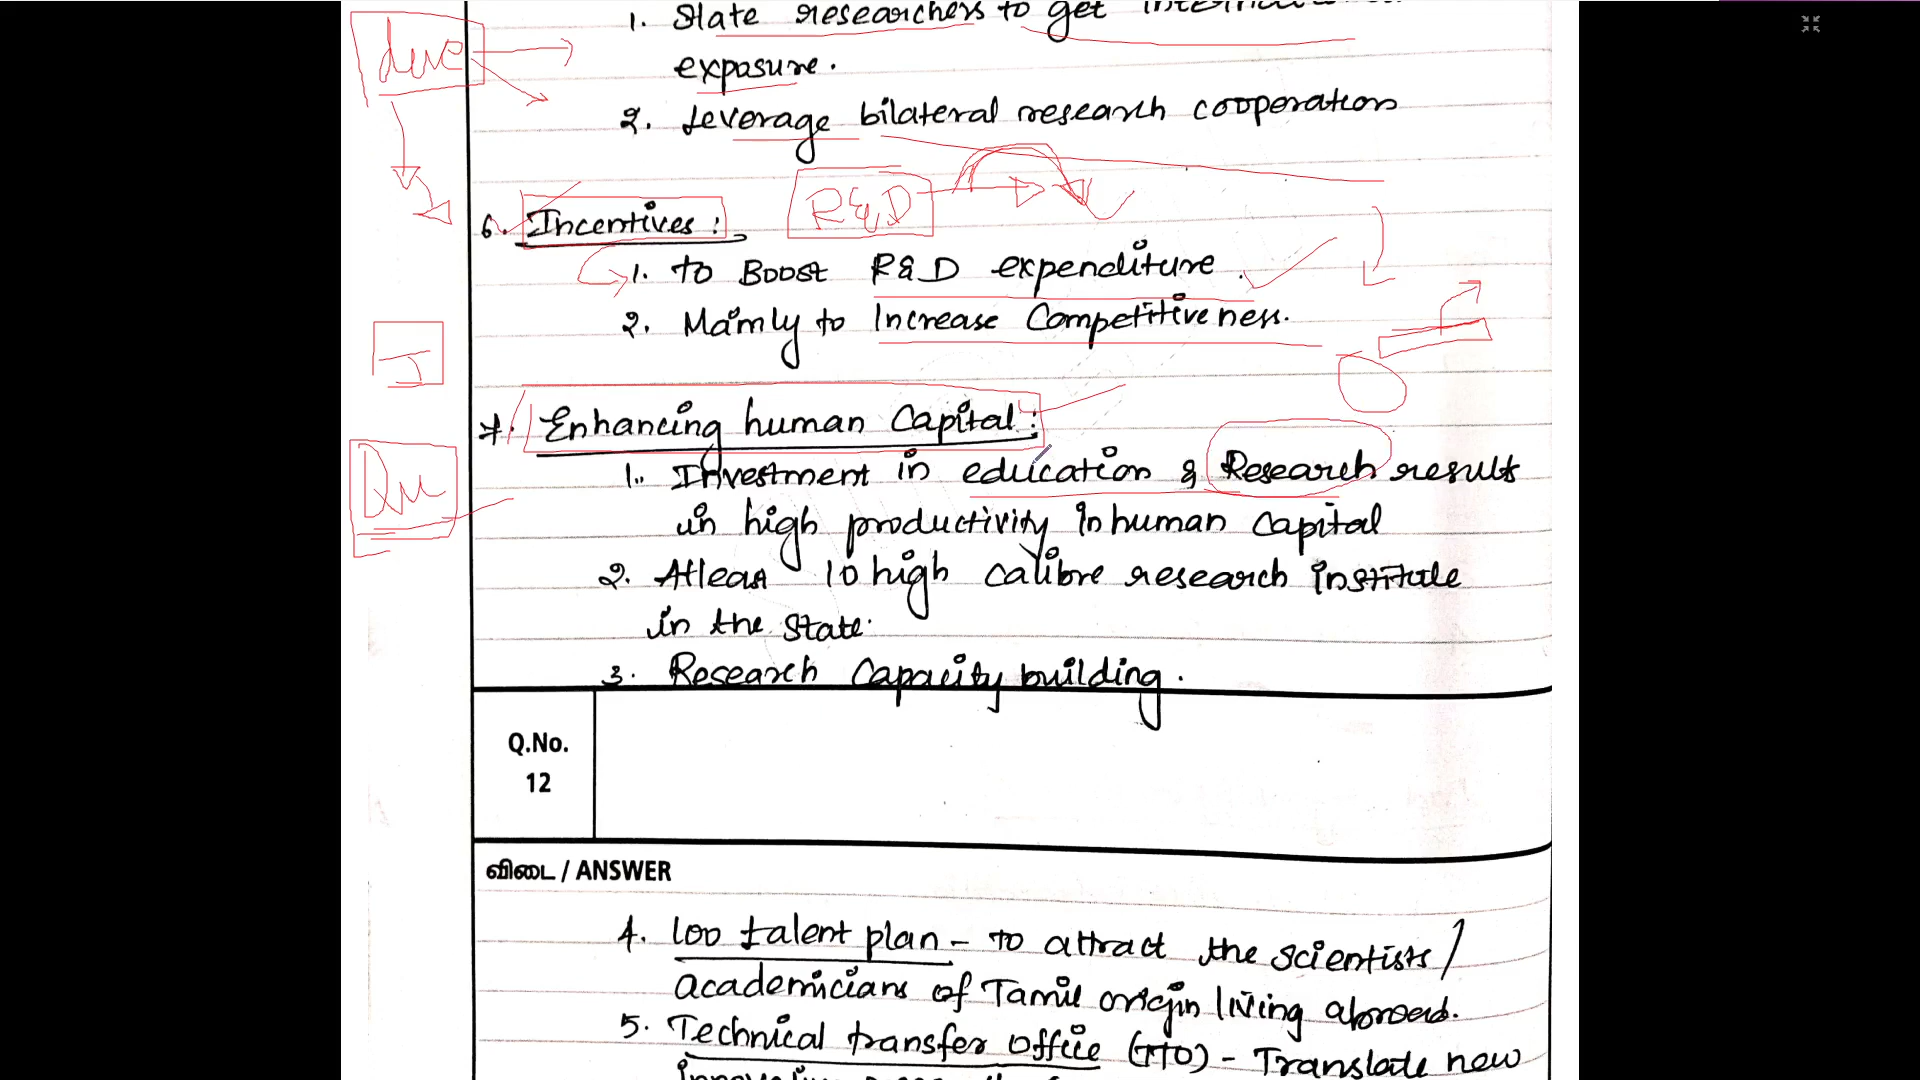 1. State researchers to get
exposure.
2. Leverage bilateral research cooperation
R&D
6. Incentives :
1. to Boost R&D expenditure.
2. Mainly to Increase Competitiveness.
7. Enhancing human Capital :
1. Investment in education & Research results
in high productivity in human capital
2. Atleast 10 high calibre research institute
in the state.
3. Research Capacity building.
Q.No.
12
விடை / ANSWER
4. 100 talent plan - to attract the scientists /
academicians of Tamil origin living abroad.
5. Technical transfer office (TTO) - Translate new